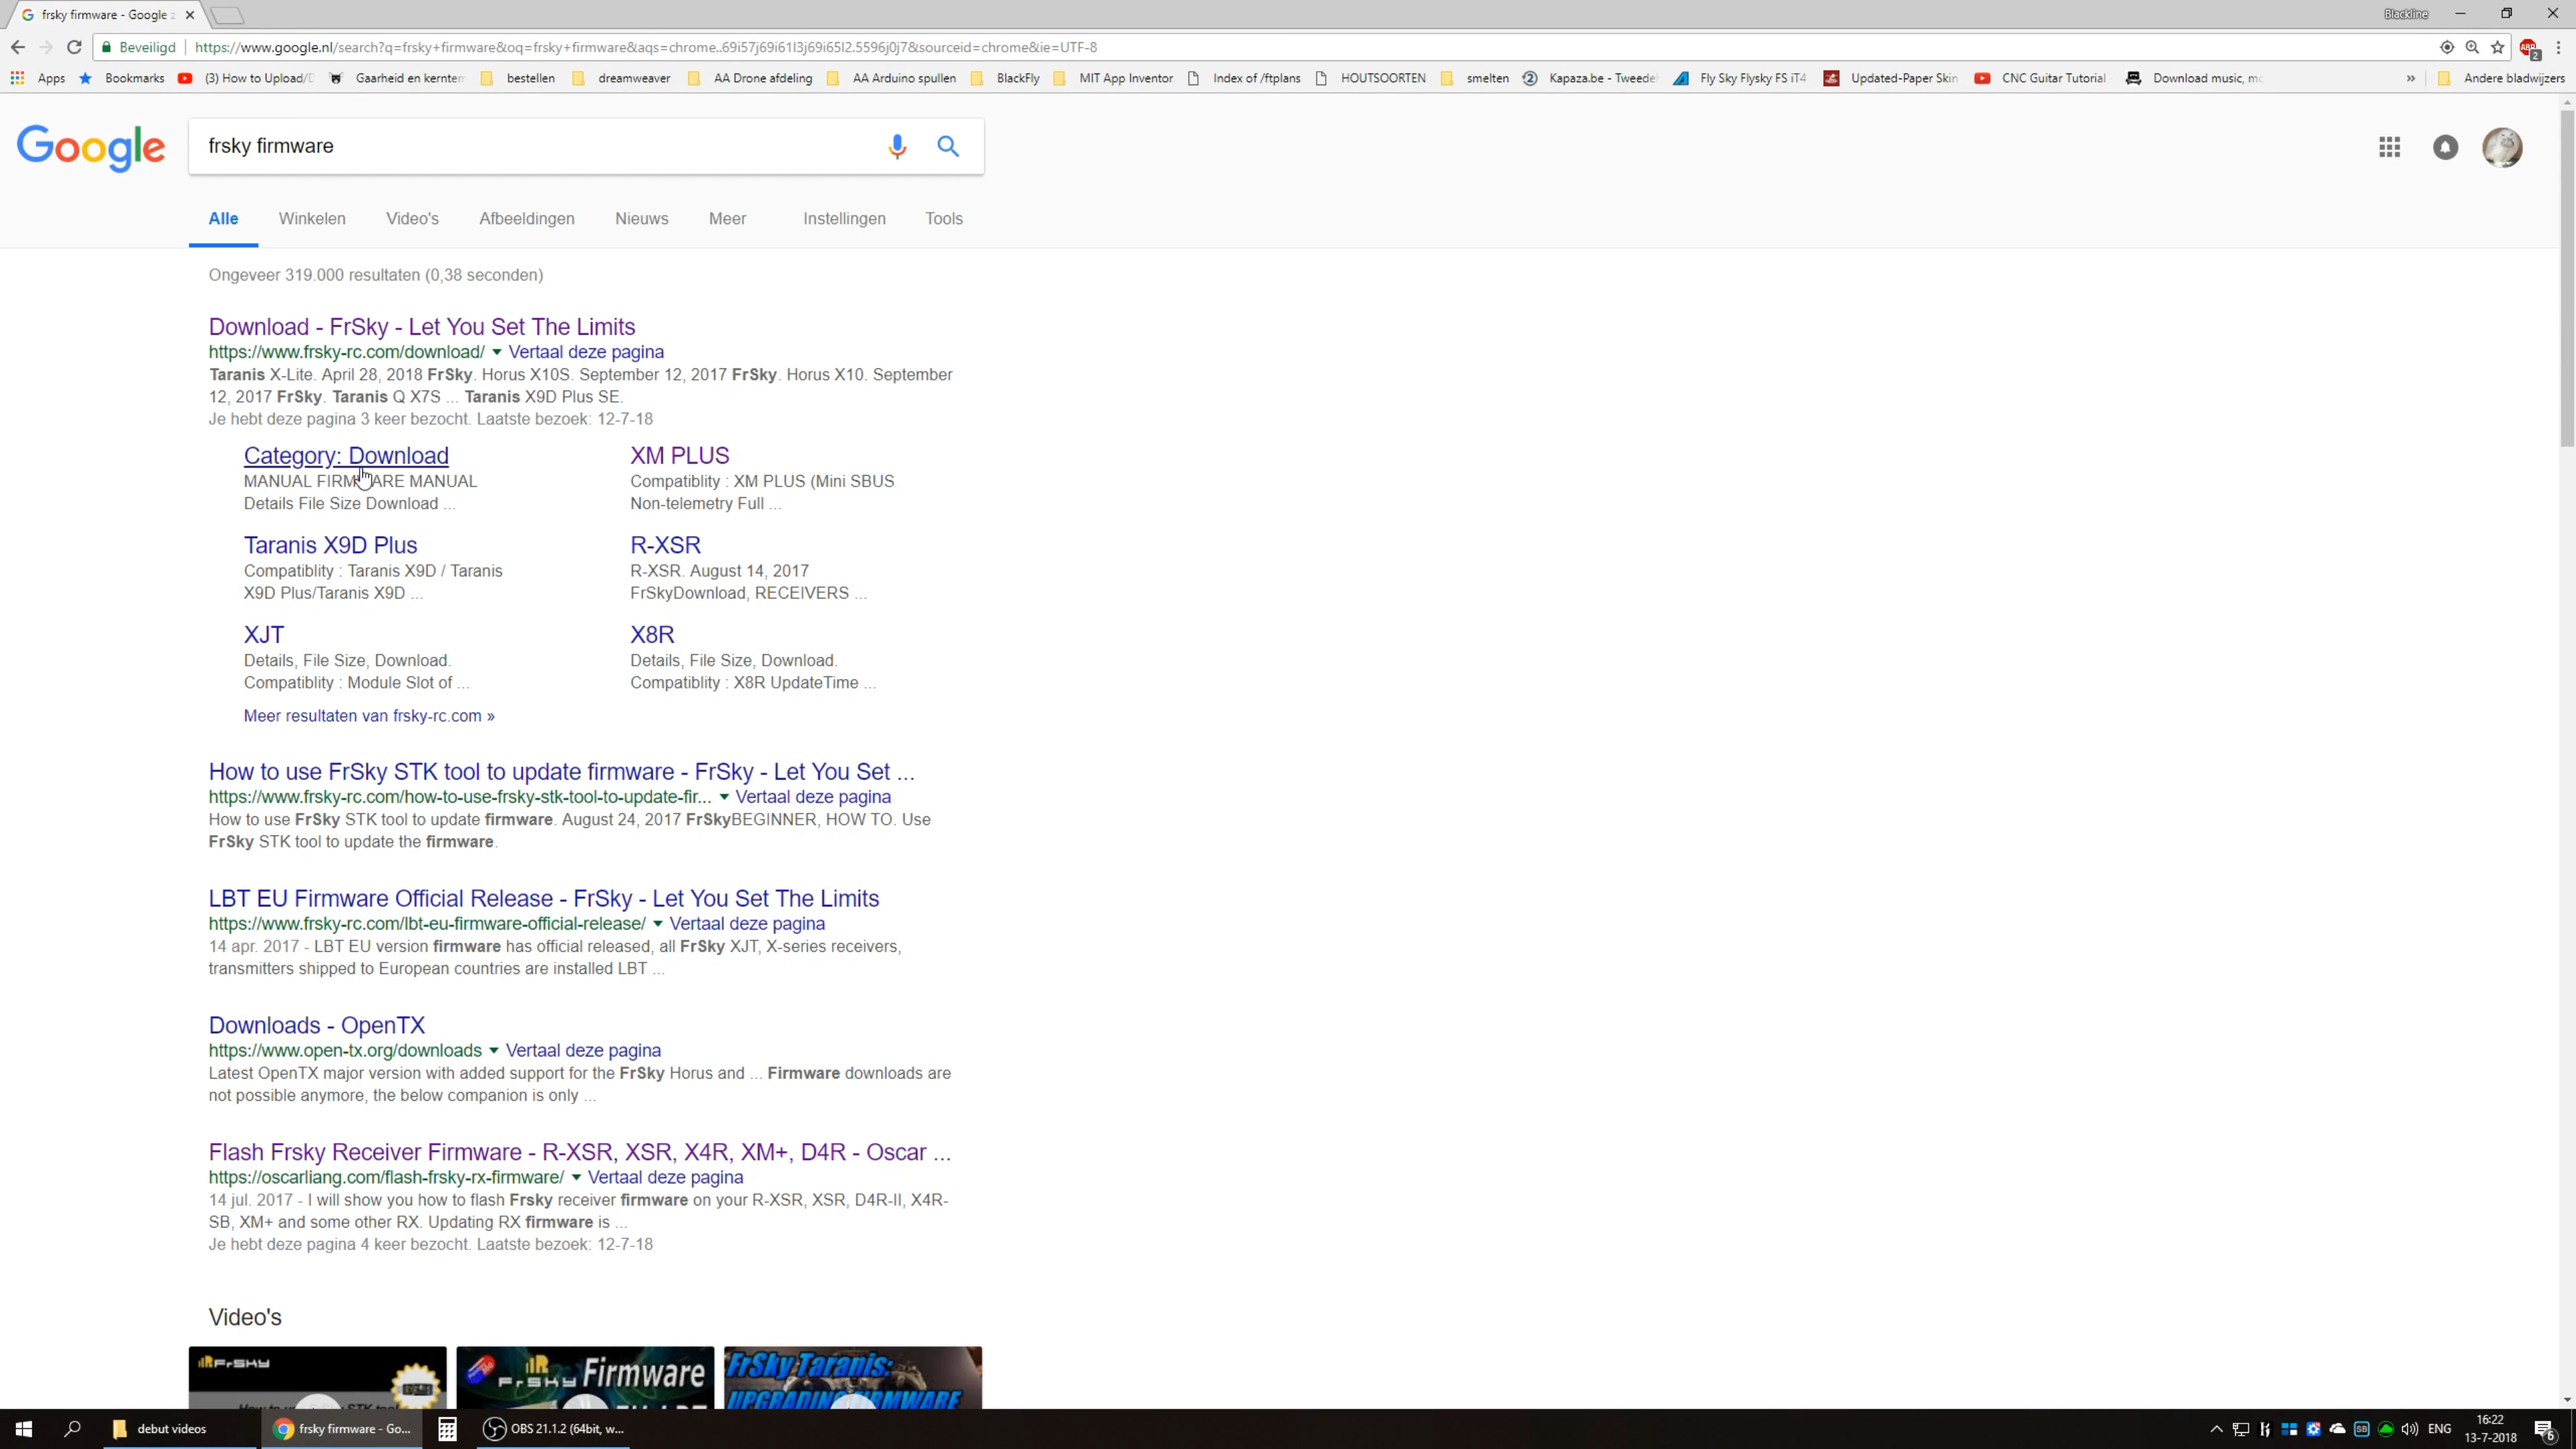 frsky firmware - Google z
Blackline
Beveiligd
https://www.google.nl/search?q=frsky+firmware&oq=frsky+firmware&aqs=chrome..69i57j69i61l3j69i65l2.5596j0j7&sourceid=chrome&ie=UTF-8
ABP
2
Apps
Bookmarks
(3) How to Upload/D
Gaarheid en kerntem
bestellen
dreamweaver
AA Drone afdeling
AA Arduino spullen
BlackFly
MIT App Inventor
Index of /ftplans
HOUTSOORTEN
smelten
Kapaza.be - Tweede
Fly Sky Flysky FS iT4
Updated-Paper Skin
CNC Guitar Tutorial
Download music, mo
»
Andere bladwijzers
Google
frsky firmware
Alle
Winkelen
Video's
Afbeeldingen
Nieuws
Meer
Instellingen
Tools
Ongeveer 319.000 resultaten (0,38 seconden)
Download - FrSky - Let You Set The Limits
https://www.frsky-rc.com/download/ ▼ Vertaal deze pagina
Taranis X-Lite. April 28, 2018 FrSky. Horus X10S. September 12, 2017 FrSky. Horus X10. September
12, 2017 FrSky. Taranis Q X7S ... Taranis X9D Plus SE.
Je hebt deze pagina 3 keer bezocht. Laatste bezoek: 12-7-18
Category: Download
MANUAL FIRMWARE MANUAL
Details File Size Download ...
XM PLUS
Compatiblity : XM PLUS (Mini SBUS
Non-telemetry Full ...
Taranis X9D Plus
Compatiblity : Taranis X9D / Taranis
X9D Plus/Taranis X9D ...
R-XSR
R-XSR. August 14, 2017
FrSkyDownload, RECEIVERS ...
XJT
Details, File Size, Download.
Compatiblity : Module Slot of ...
X8R
Details, File Size, Download.
Compatiblity : X8R UpdateTime ...
Meer resultaten van frsky-rc.com »
How to use FrSky STK tool to update firmware - FrSky - Let You Set ...
https://www.frsky-rc.com/how-to-use-frsky-stk-tool-to-update-fir... ▼ Vertaal deze pagina
How to use FrSky STK tool to update firmware. August 24, 2017 FrSkyBEGINNER, HOW TO. Use
FrSky STK tool to update the firmware.
LBT EU Firmware Official Release - FrSky - Let You Set The Limits
https://www.frsky-rc.com/lbt-eu-firmware-official-release/ ▼ Vertaal deze pagina
14 apr. 2017 - LBT EU version firmware has official released, all FrSky XJT, X-series receivers,
transmitters shipped to European countries are installed LBT ...
Downloads - OpenTX
https://www.open-tx.org/downloads ▼ Vertaal deze pagina
Latest OpenTX major version with added support for the FrSky Horus and ... Firmware downloads are
not possible anymore, the below companion is only ...
Flash Frsky Receiver Firmware - R-XSR, XSR, X4R, XM+, D4R - Oscar ...
https://oscarliang.com/flash-frsky-rx-firmware/ ▼ Vertaal deze pagina
14 jul. 2017 - I will show you how to flash Frsky receiver firmware on your R-XSR, XSR, D4R-II, X4R-
SB, XM+ and some other RX. Updating RX firmware is ...
Je hebt deze pagina 4 keer bezocht. Laatste bezoek: 12-7-18
Video's
FrSky
FrSky Firmware
FrSky Taranis:
UPGRADING FIRMWARE
debut videos
frsky firmware - Go...
OBS 21.1.2 (64bit, w...
SB
ENG
16:22
13-7-2018
6